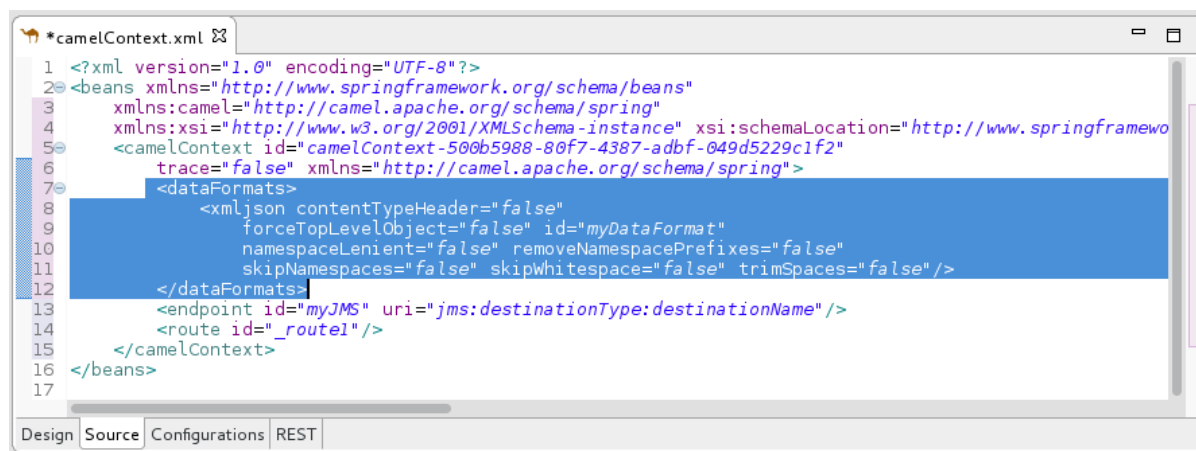 *camelContext.xml
1 <?xml version="1.0" encoding="UTF-8"?>
2 <beans xmlns="http://www.springframework.org/schema/beans"
3 xmlns:camel="http://camel.apache.org/schema/spring"
4 xmlns:xsi="http://www.w3.org/2001/XMLSchema-instance" xsi:schemaLocation="http://www.springframewo
5 <camelContext id="camelContext-500b5988-80f7-4387-adbf-049d5229c1f2"
6 trace="false" xmlns="http://camel.apache.org/schema/spring">
7 <dataFormats>
8 <xmljson contentTypeHeader="false"
9 forceTopLevelObject="false" id="myDataFormat"
10 namespaceLenient="false" removeNamespacePrefixes="false"
11 skipNamespaces="false" skipWhitespace="false" trimSpaces="false"/>
12 </dataFormats>
13 <endpoint id="myJMS" uri="jms:destinationType:destinationName"/>
14 <route id="_route1"/>
15 </camelContext>
16 </beans>
17
Design Source Configurations REST